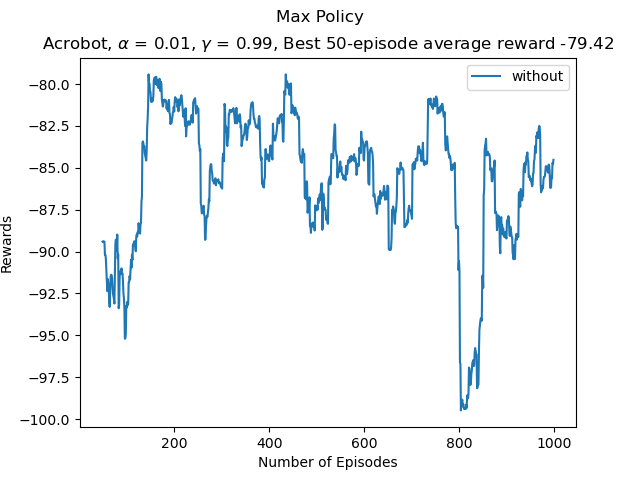 Max Policy
Acrobot, α = 0.01, γ = 0.99, Best 50-episode average reward -79.42
without
−80.0
−82.5
−85.0
−87.5
−90.0
−92.5
−95.0
−97.5
−100.0
Rewards
200
400
600
800
1000
Number of Episodes